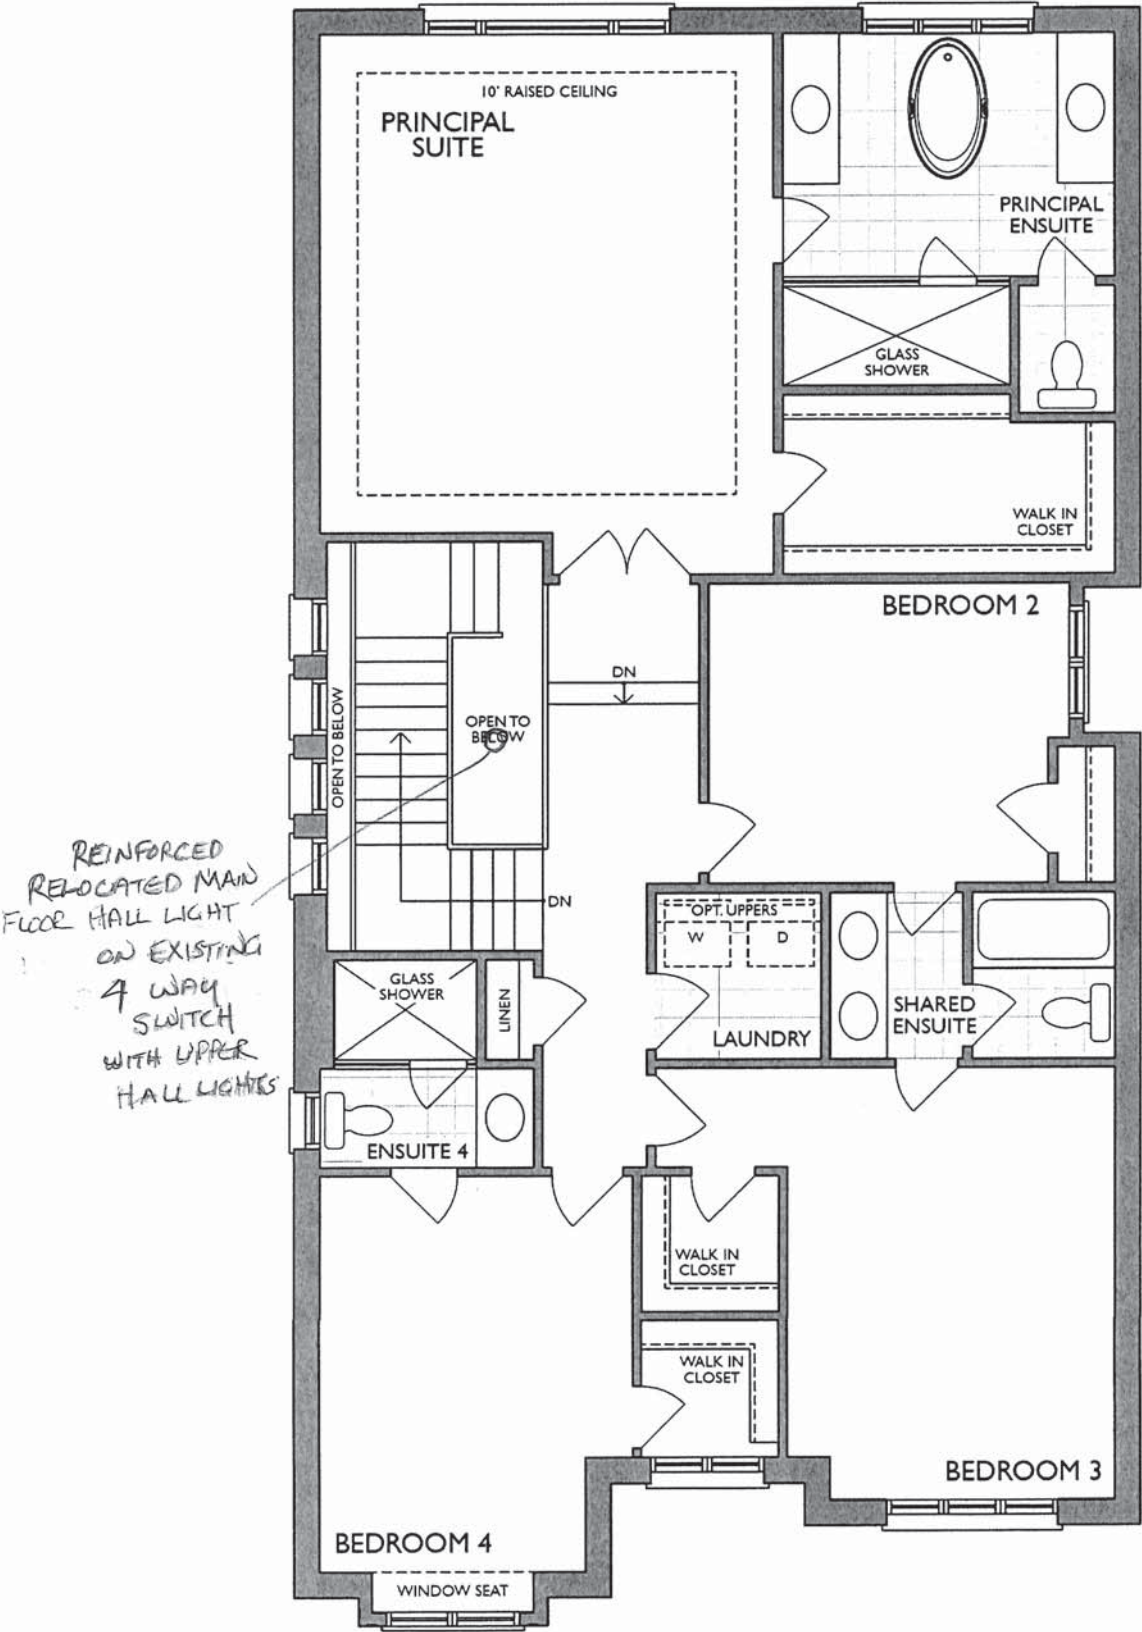 10' RAISED CEILING
PRINCIPAL
SUITE
PRINCIPAL
ENSUITE
GLASS
SHOWER
WALK IN
CLOSET
BEDROOM 2
DN
OPEN TO BELOW
OPEN TO
BELOW
REINFORCED
RELOCATED MAIN
FLOOR HALL LIGHT
ON EXISTING
4 WAY
SWITCH
WITH UPPER
HALL LIGHTS
DN
OPT. UPPERS
W
D
LAUNDRY
GLASS
SHOWER
LINEN
SHARED
ENSUITE
ENSUITE 4
WALK IN
CLOSET
WALK IN
CLOSET
BEDROOM 3
BEDROOM 4
WINDOW SEAT